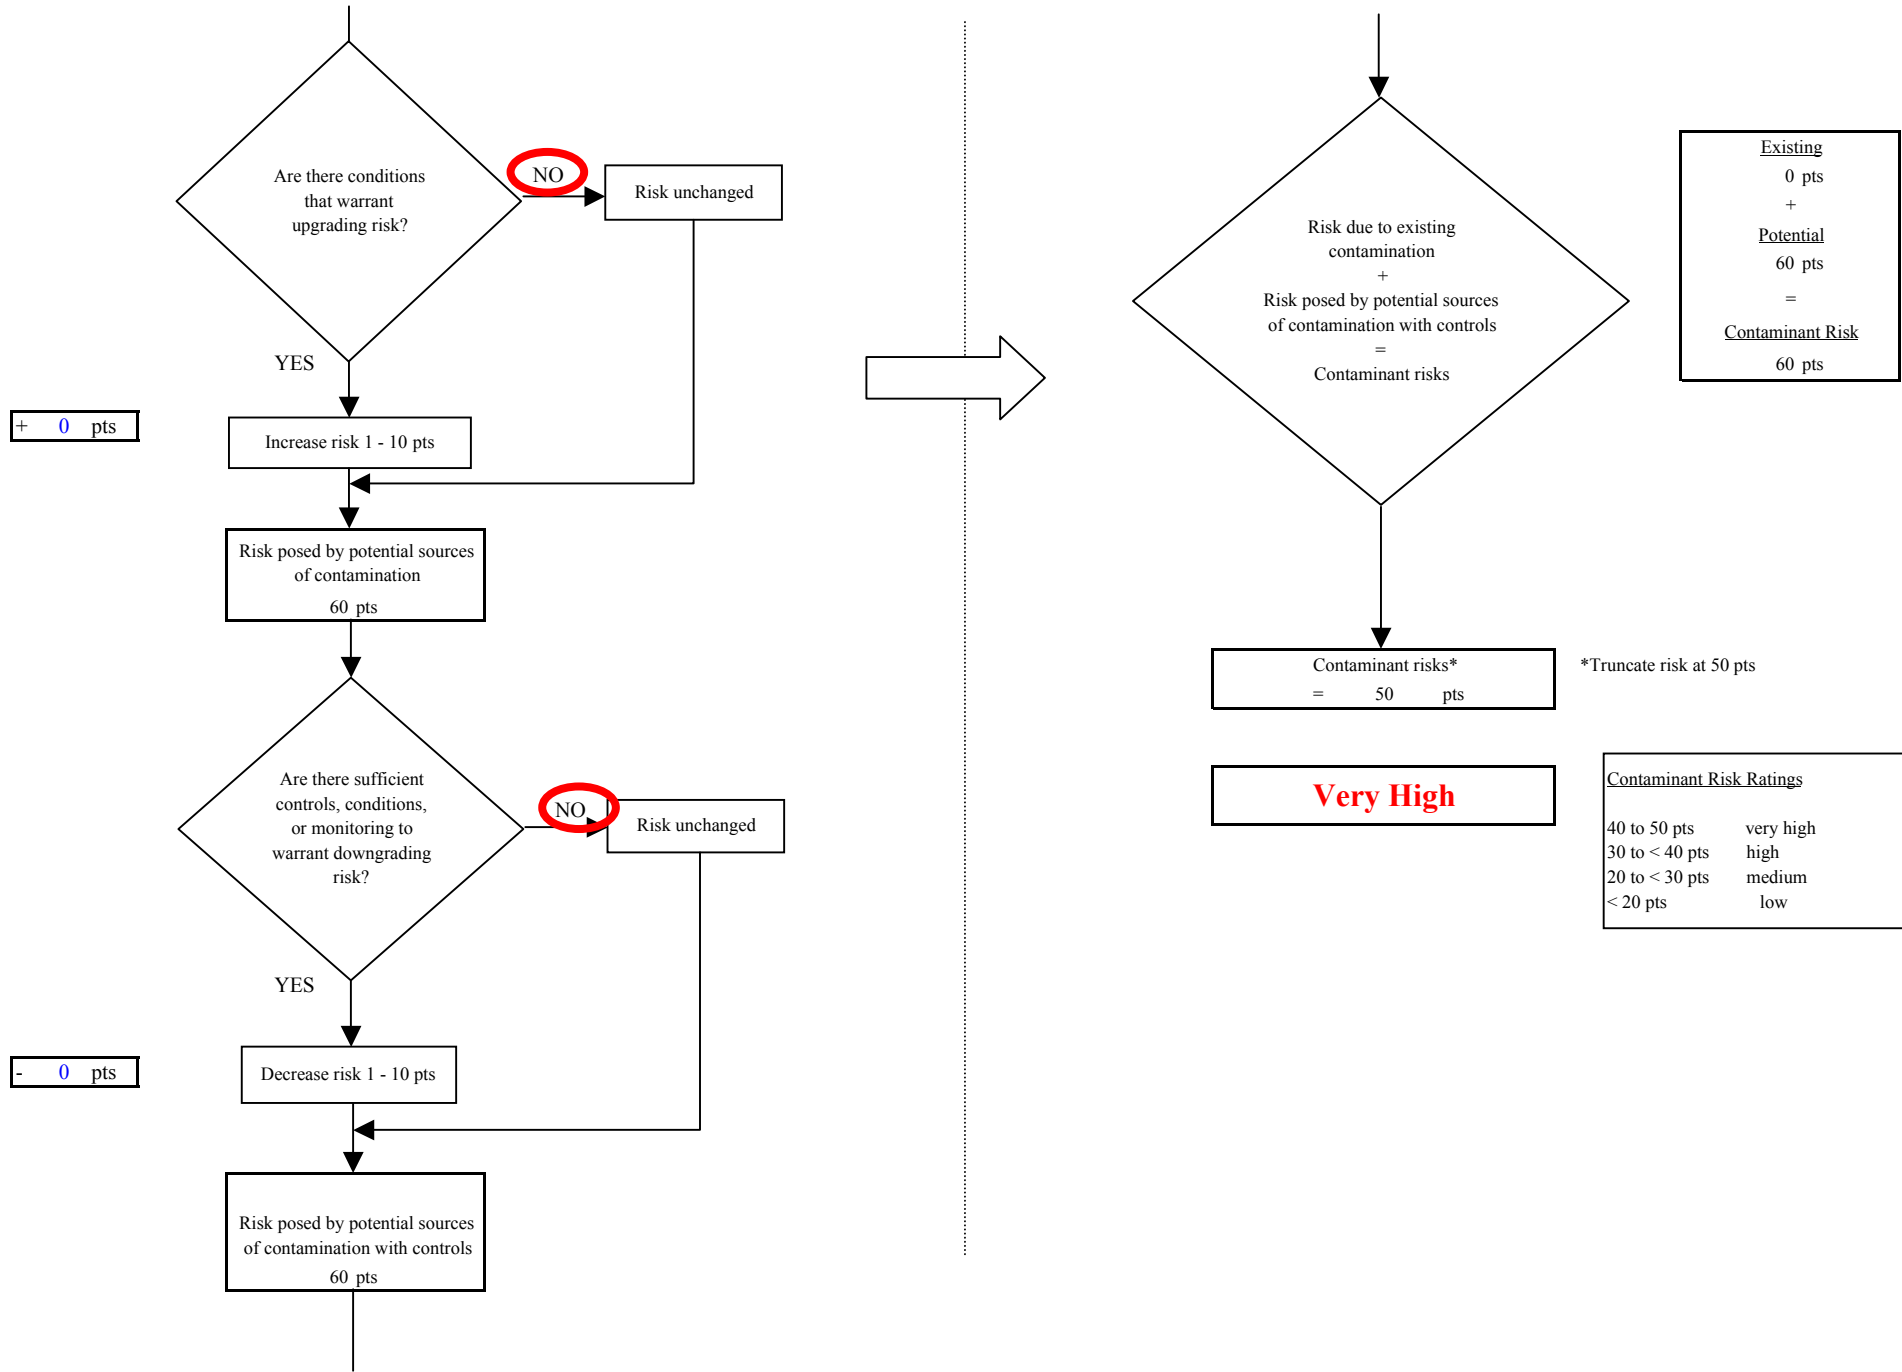 Are there conditions
that warrant
upgrading risk?
NO
Risk unchanged
YES
+ 0 pts
Increase risk 1 - 10 pts
Risk posed by potential sources
of contamination
60 pts
Are there sufficient
controls, conditions,
or monitoring to
warrant downgrading
risk?
NO
Risk unchanged
YES
- 0 pts
Decrease risk 1 - 10 pts
Risk posed by potential sources
of contamination with controls
60 pts
Risk due to existing
contamination
+
Risk posed by potential sources
of contamination with controls
=
Contaminant risks
Existing
0 pts
+
Potential
60 pts
=
Contaminant Risk
60 pts
Contaminant risks*
= 50 pts
*Truncate risk at 50 pts
Very High
Contaminant Risk Ratings
40 to 50 pts very high
30 to < 40 pts high
20 to < 30 pts medium
< 20 pts low